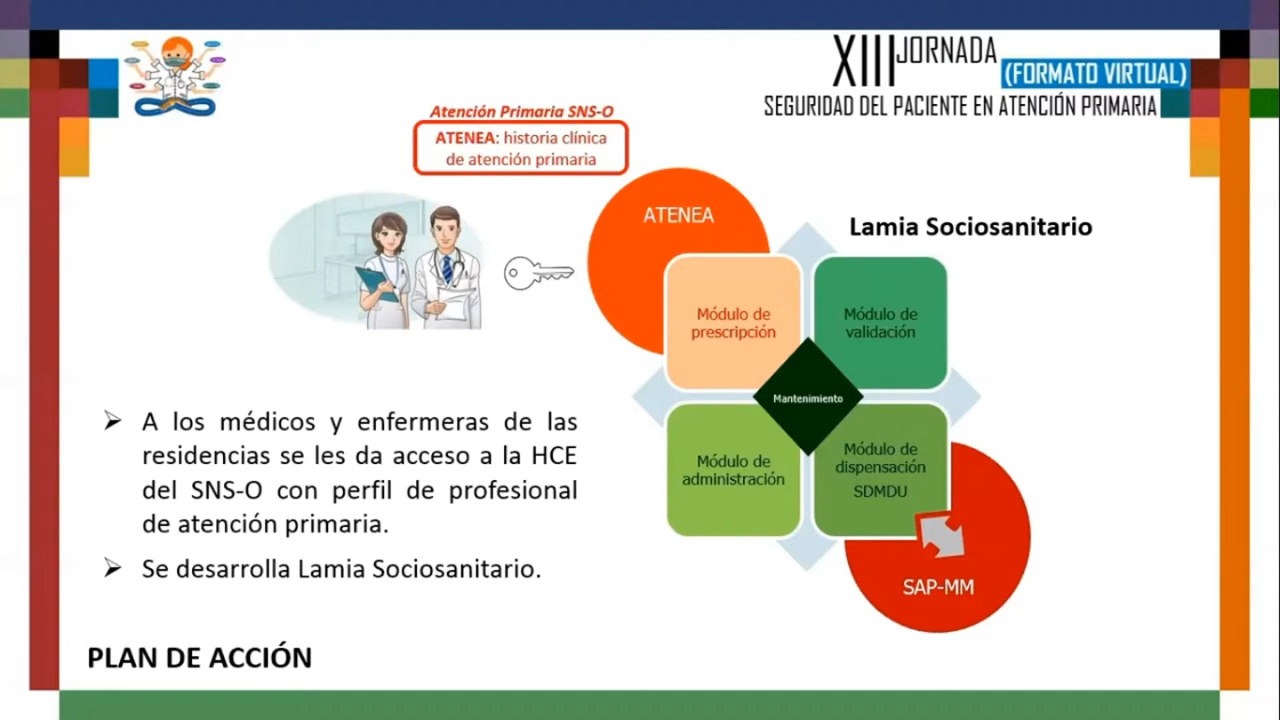 XIII JORNADA
(FORMATO VIRTUAL)
SEGURIDAD DEL PACIENTE EN ATENCIÓN PRIMARIA
Atención Primaria SNS-O
ATENEA: historia clínica
de atención primaria
ATENEA
Lamia Sociosanitario
Módulo de
prescripción
Módulo de
validación
Mantenimiento
Módulo de
administración
Módulo de
dispensación
SDMDU
SAP-MM
A los médicos y enfermeras de las
residencias se les da acceso a la HCE
del SNS-O con perfil de profesional
de atención primaria.
Se desarrolla Lamia Sociosanitario.
PLAN DE ACCIÓN